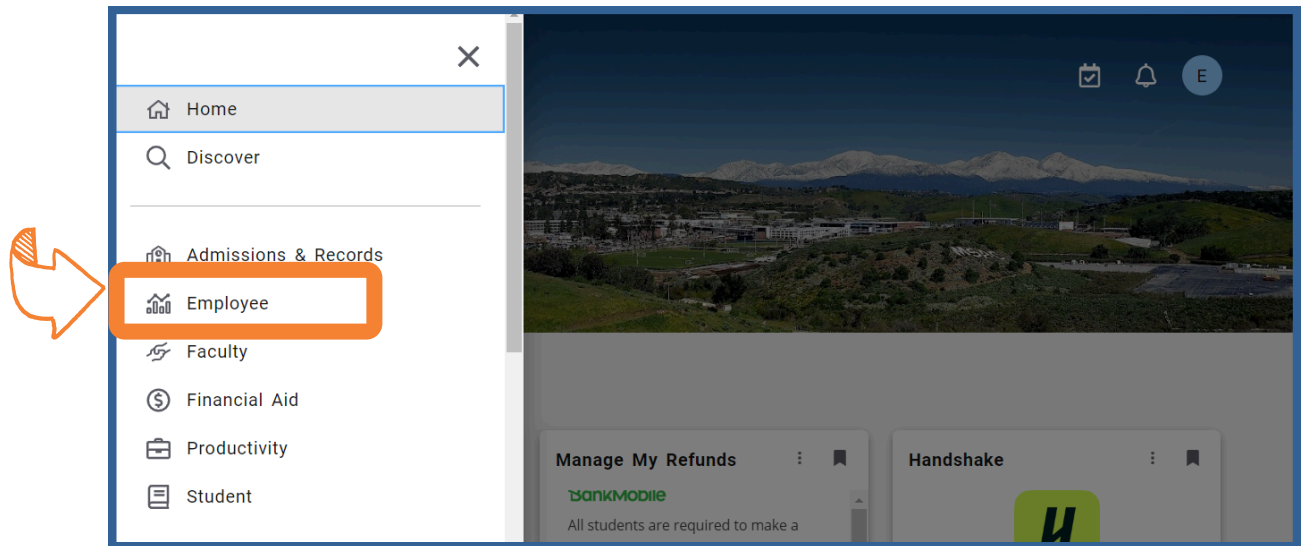 E
Home
Discover
Admissions & Records
Employee
Faculty
Financial Aid
Productivity
Student
MSAC
Manage My Refunds
BankMobile
All students are required to make a
Handshake